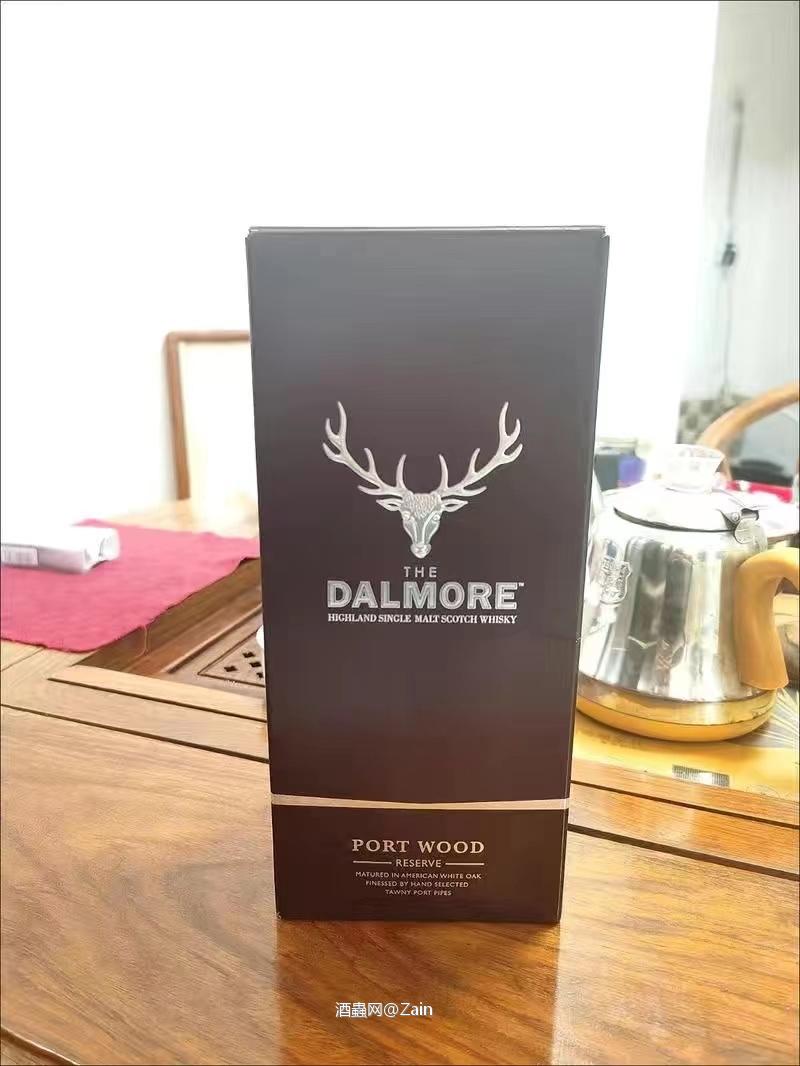 THE
DALMORE™
HIGHLAND SINGLE MALT SCOTCH WHISKY
PORT WOOD
RESERVE
MATURED IN AMERICAN WHITE OAK
FINESSED BY HAND SELECTED
TAWNY PORT PIPES
酒蟲网@Zain